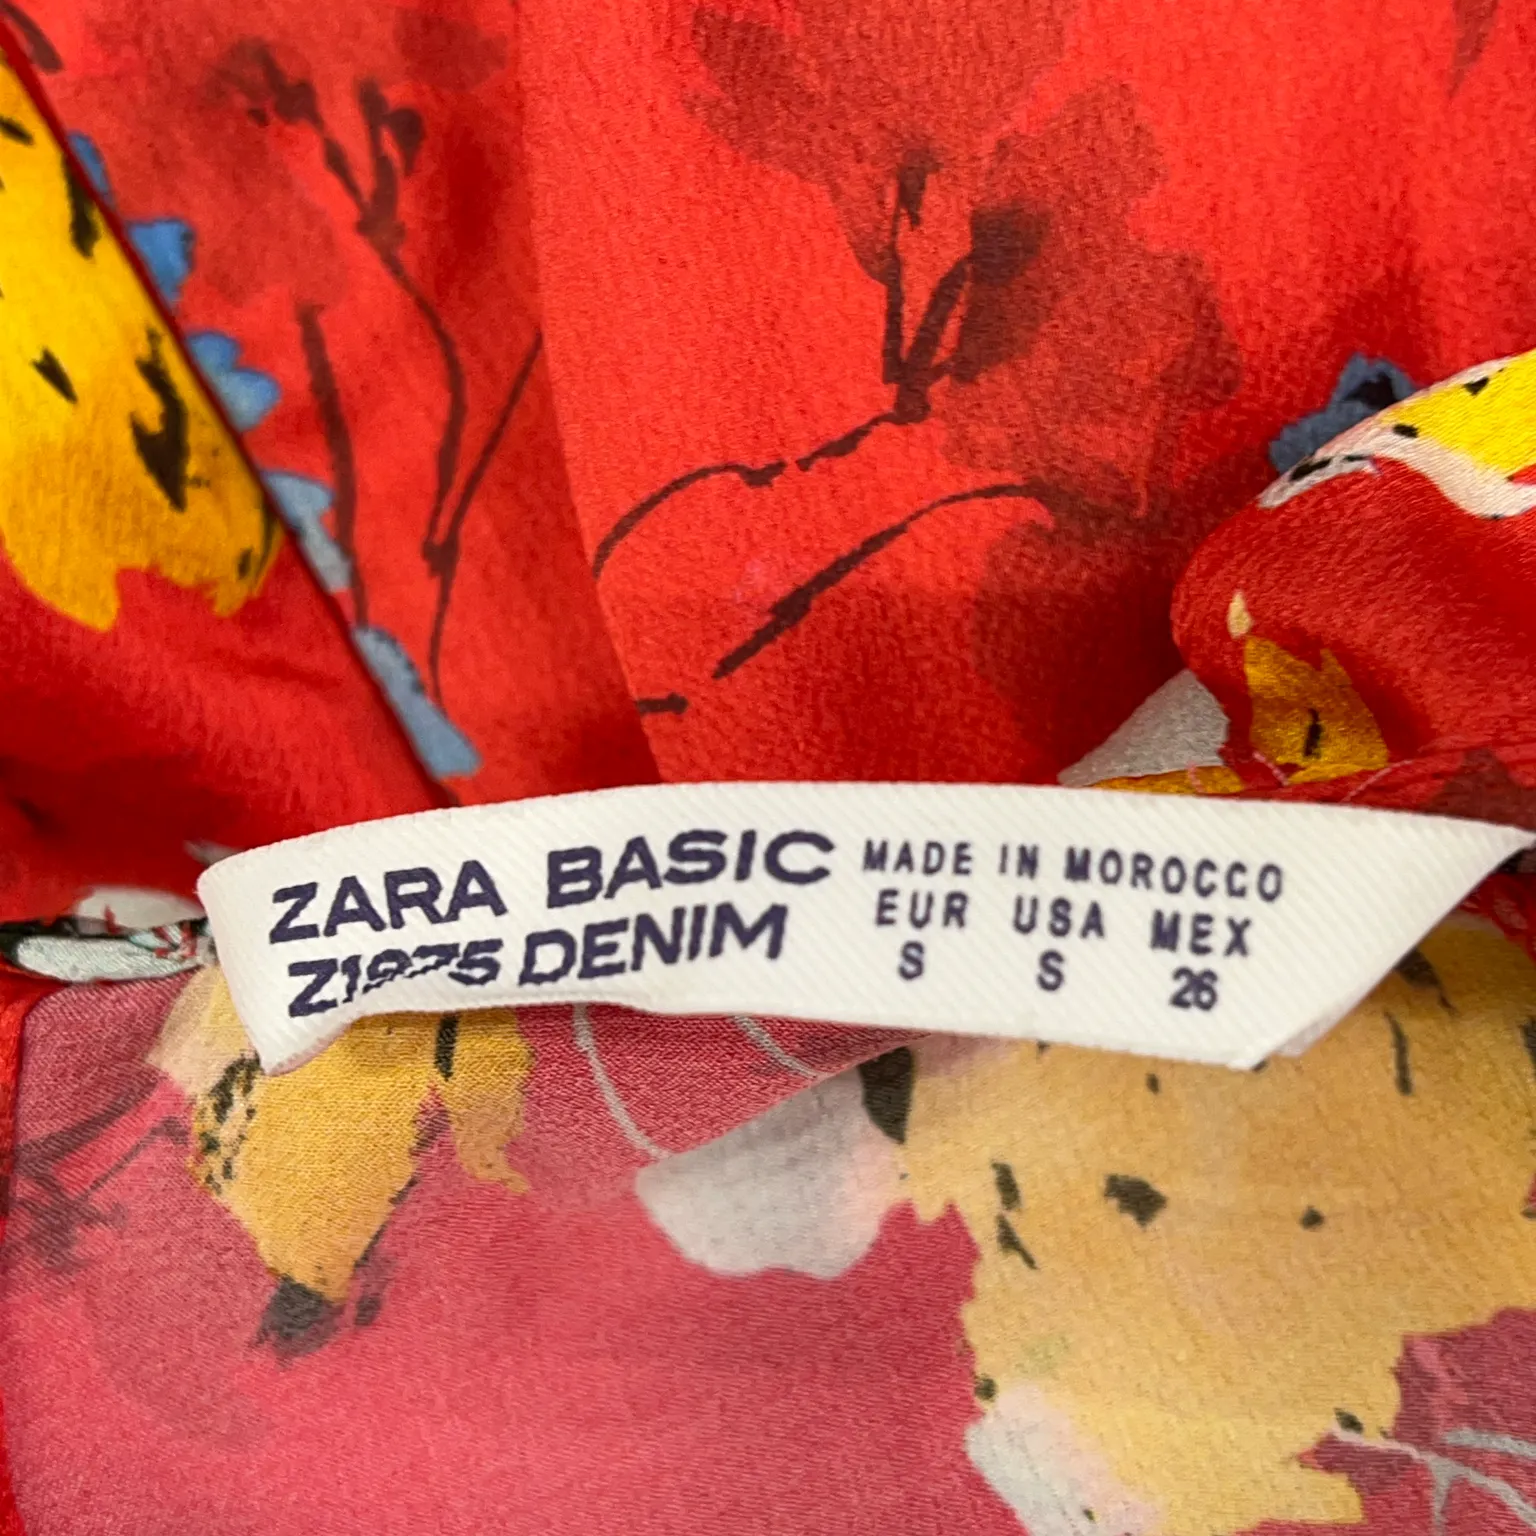 ZARA BASIC
Z1975 DENIM
MADE IN MOROCCO
EUR USA MEX
S S 26